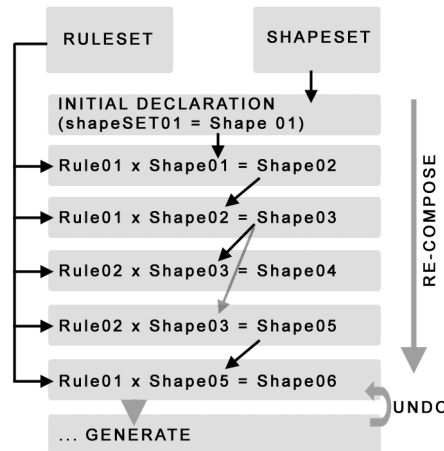 RULESET
SHAPESET
INITIAL DECLARATION
(shapeSET01 = Shape 01)
Rule01 x Shape01 = Shape02
Rule01 x Shape02 = Shape03
Rule02 x Shape03 = Shape04
Rule02 x Shape03 = Shape05
Rule01 x Shape05 = Shape06
... GENERATE
RE-COMPOSE
UNDO